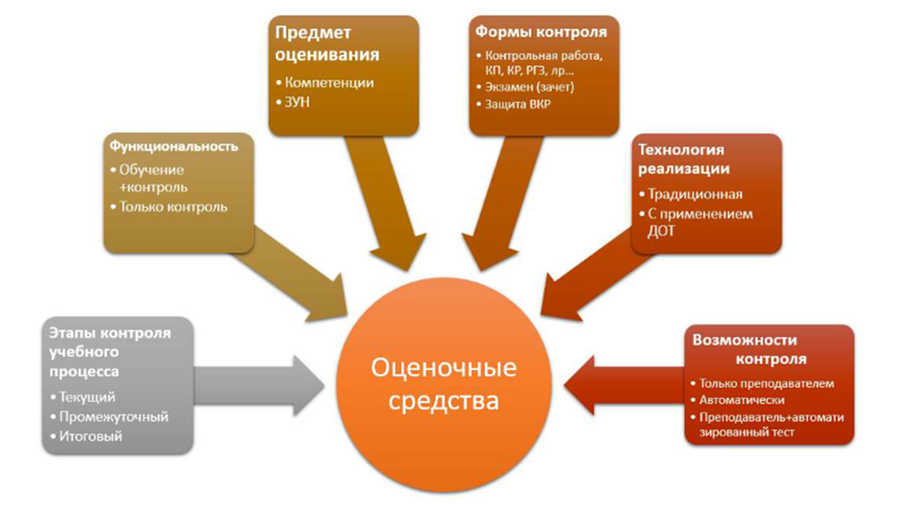 Этапы контроля
учебного
процесса
• Текущий
• Промежуточный
• Итоговый
Функциональность
• Обучение
+контроль
• Только контроль
Предмет
оценивания
• Компетенции
• ЗУН
Формы контроля
• Контрольная работа,
КП, КР, РГЗ, лр...
• Экзамен (зачет)
• Защита ВКР
Технология
реализации
• Традиционная
• С применением
ДОТ
Возможности
контроля
• Только преподавателем
• Автоматически
• Преподаватель+автомати
зированный тест
Оценочные
средства